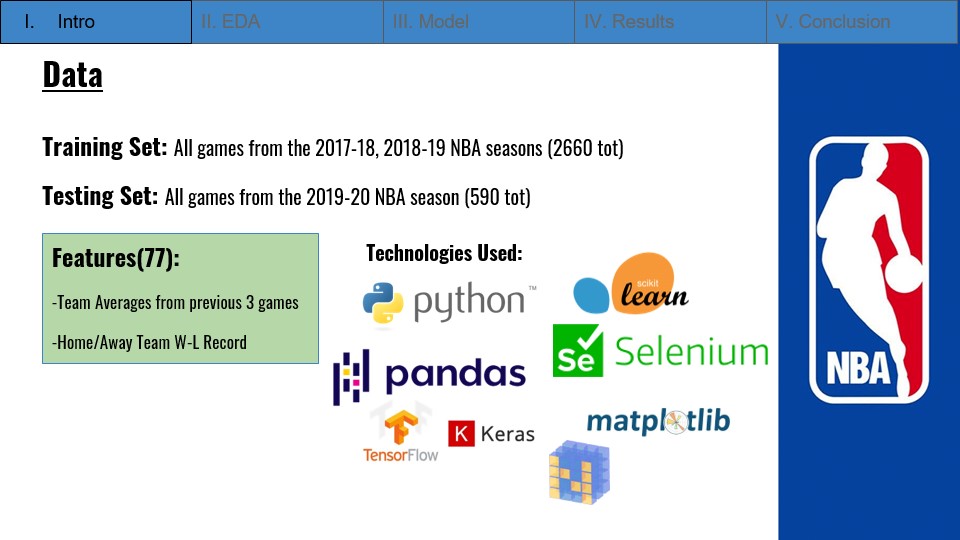 I. Intro
II. EDA
III. Model
IV. Results
V. Conclusion
Data
Training Set: All games from the 2017-18, 2018-19 NBA seasons (2660 tot)
Testing Set: All games from the 2019-20 NBA season (590 tot)
Features(77):
-Team Averages from previous 3 games
-Home/Away Team W-L Record
Technologies Used:
python™
scikit
learn
Se Selenium
pandas
matplotlib
TensorFlow
K Keras
NBA